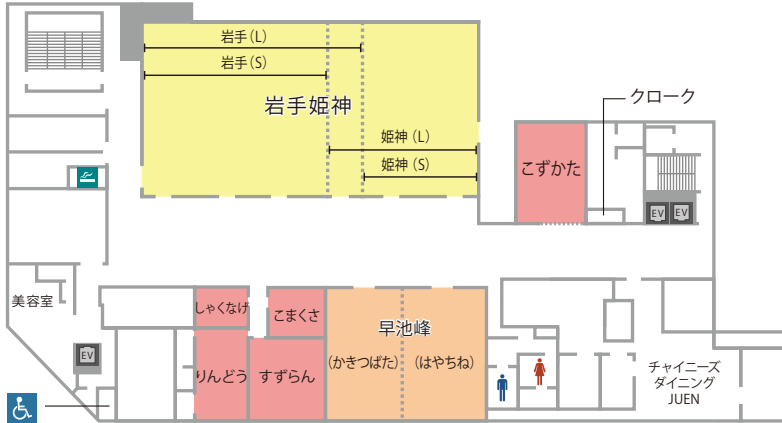 岩手(L)
岩手(S)
岩手姫神
姫神(L)
姫神(S)
クローク
こずかた
EV EV
美容室
しゃくなげ
こまくさ
早池峰
(かきつばた) (はやちね)
りんどう
すずらん
EV
チャイニーズ
ダイニング
JUEN